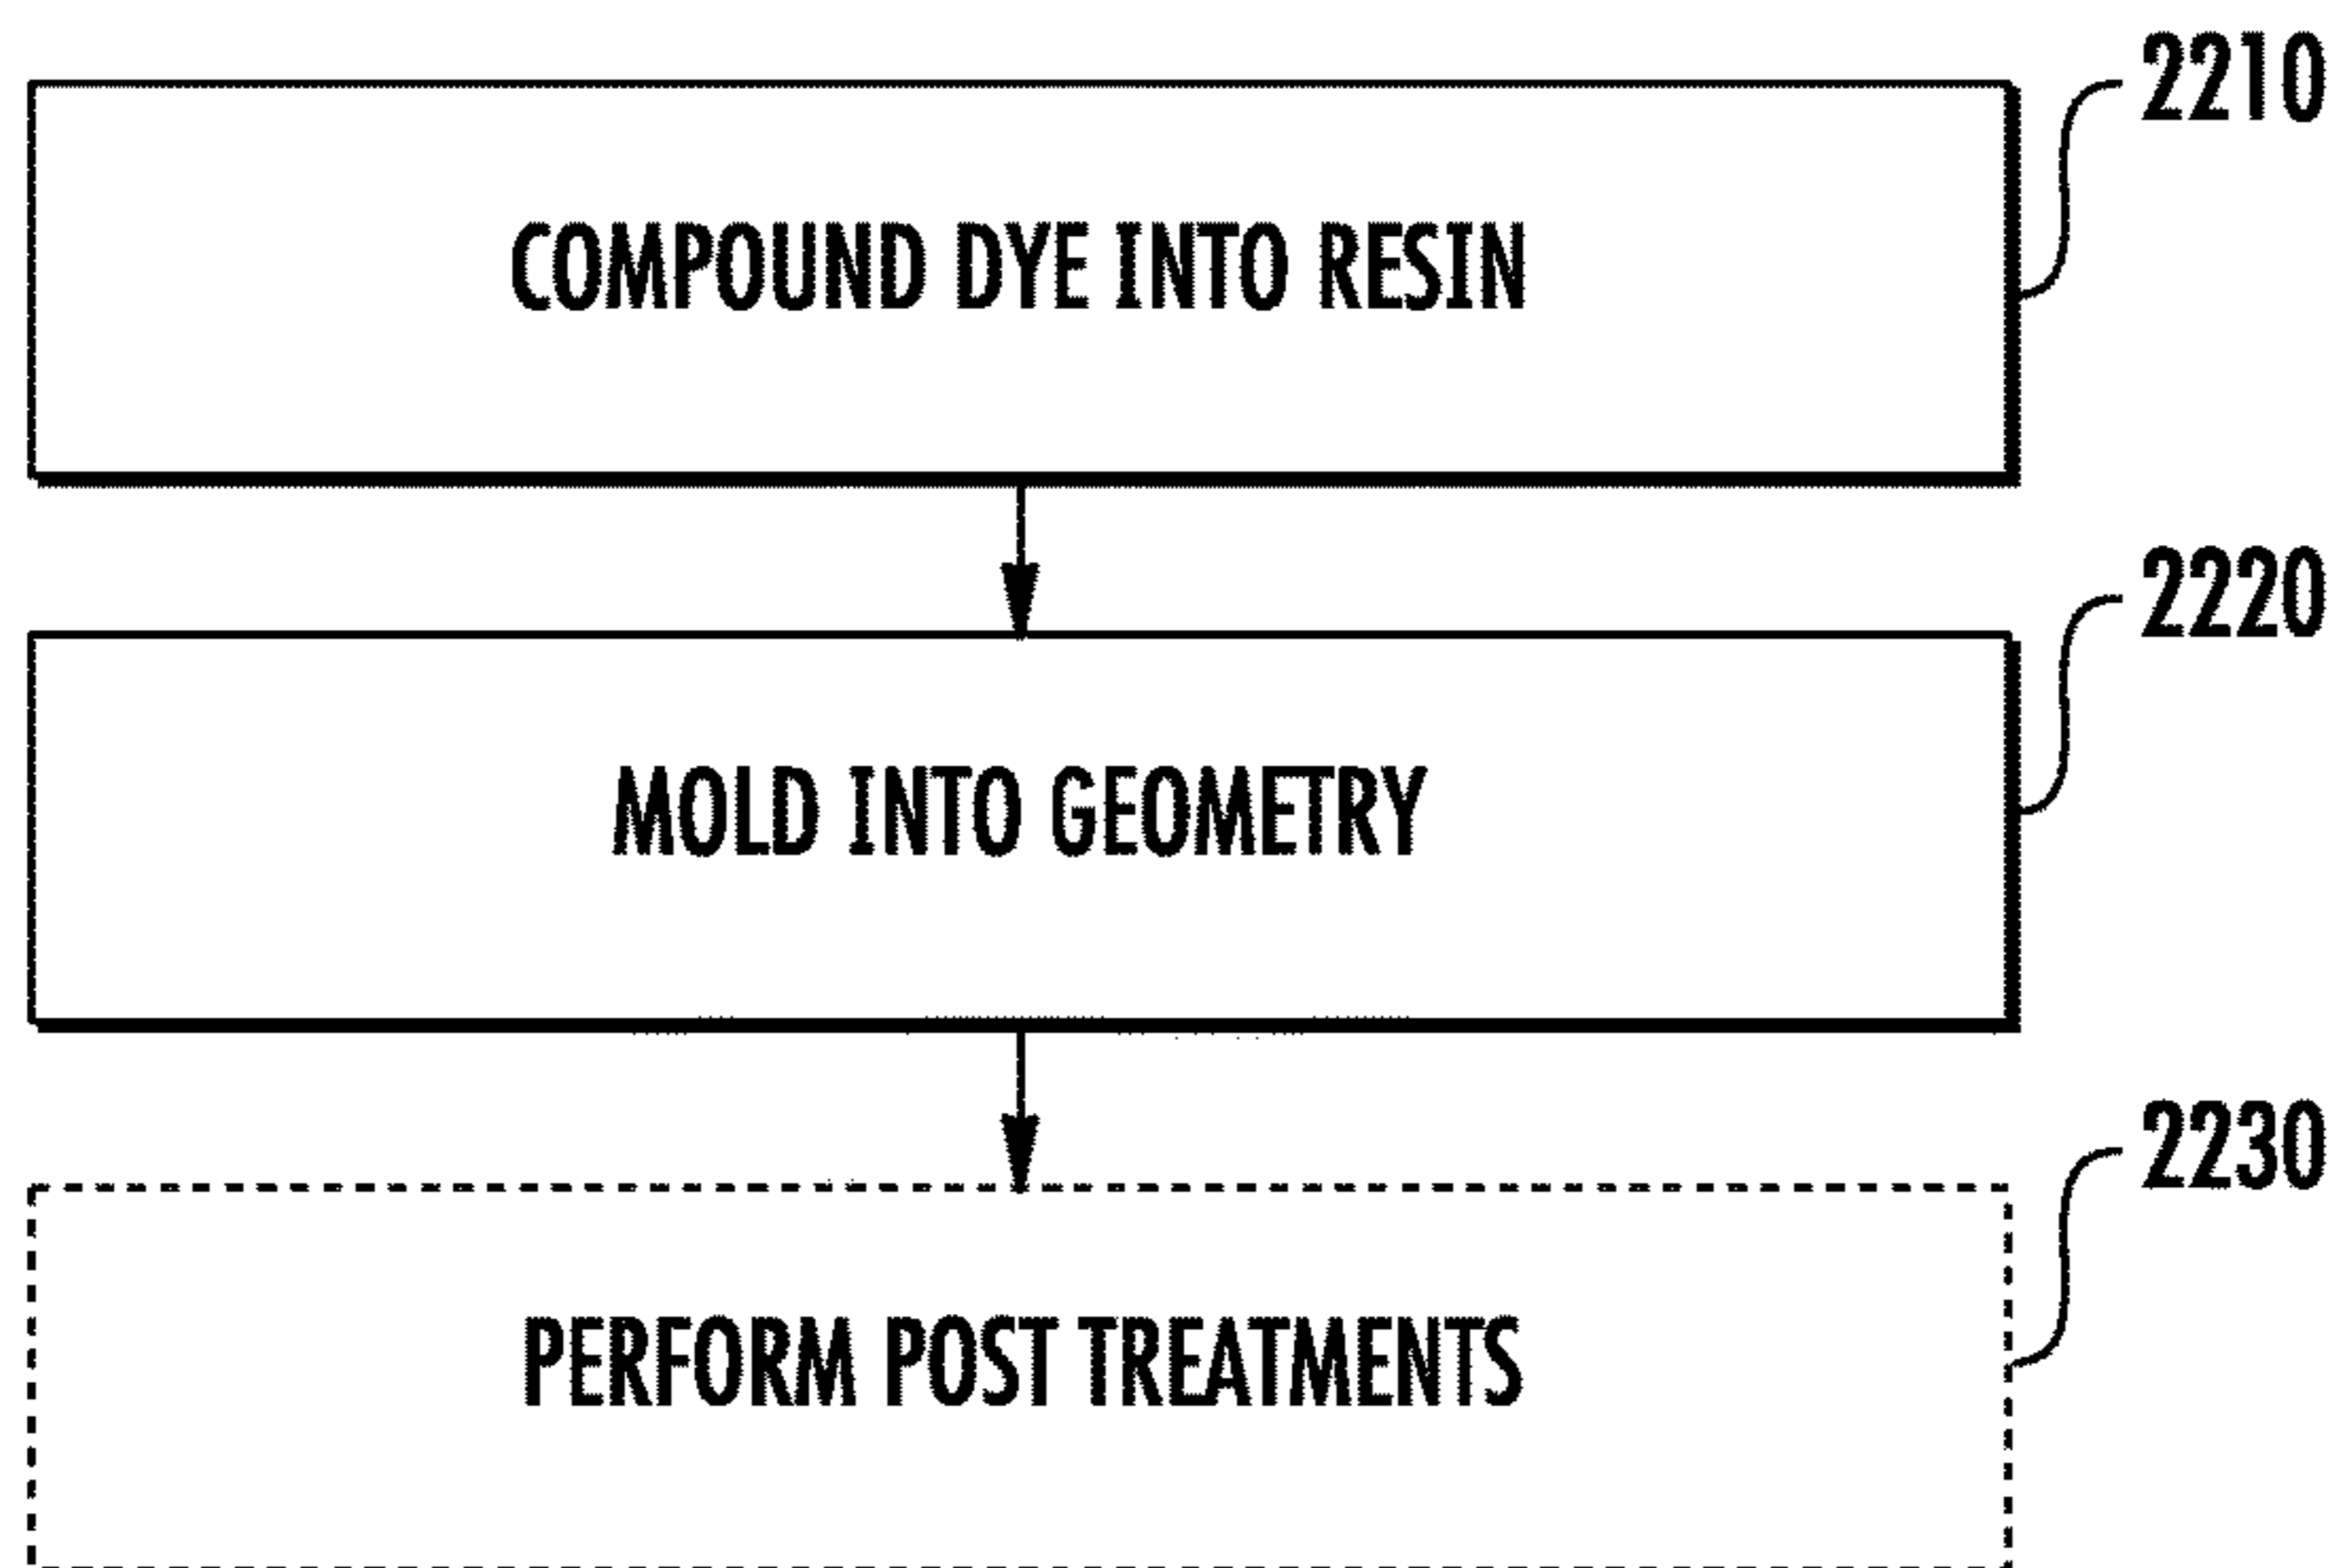 2210
COMPOUND DYE INTO RESIN
2220
MOLD INTO GEOMETRY
2230
PERFORM POST TREATMENTS